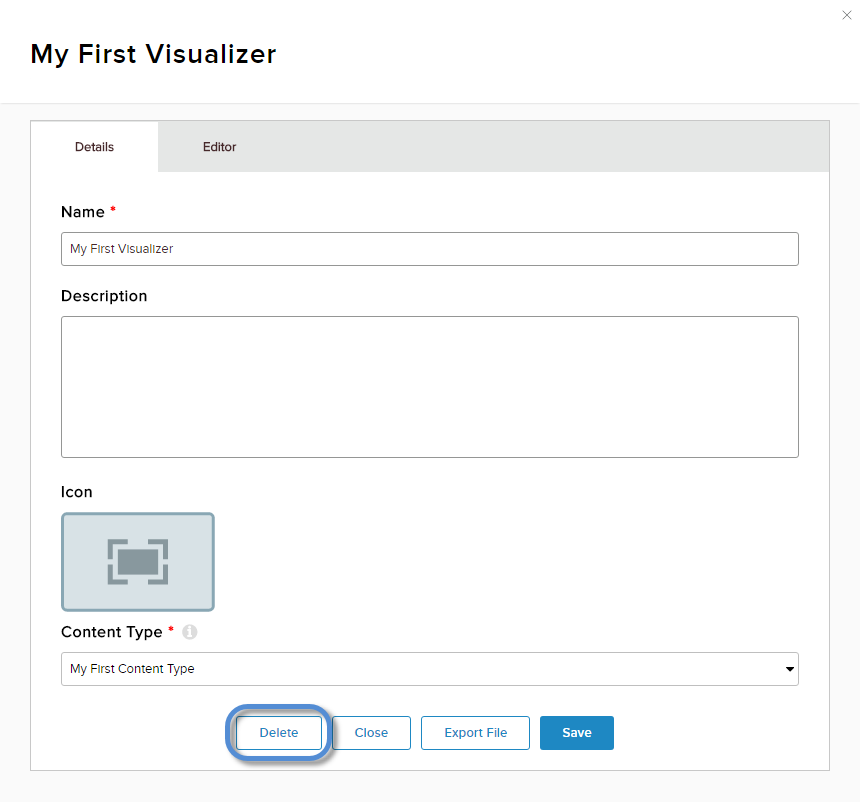 My First Visualizer
Details Editor
Name *
My First Visualizer
Description
Icon
Content Type *
My First Content Type
Delete Close Export File Save